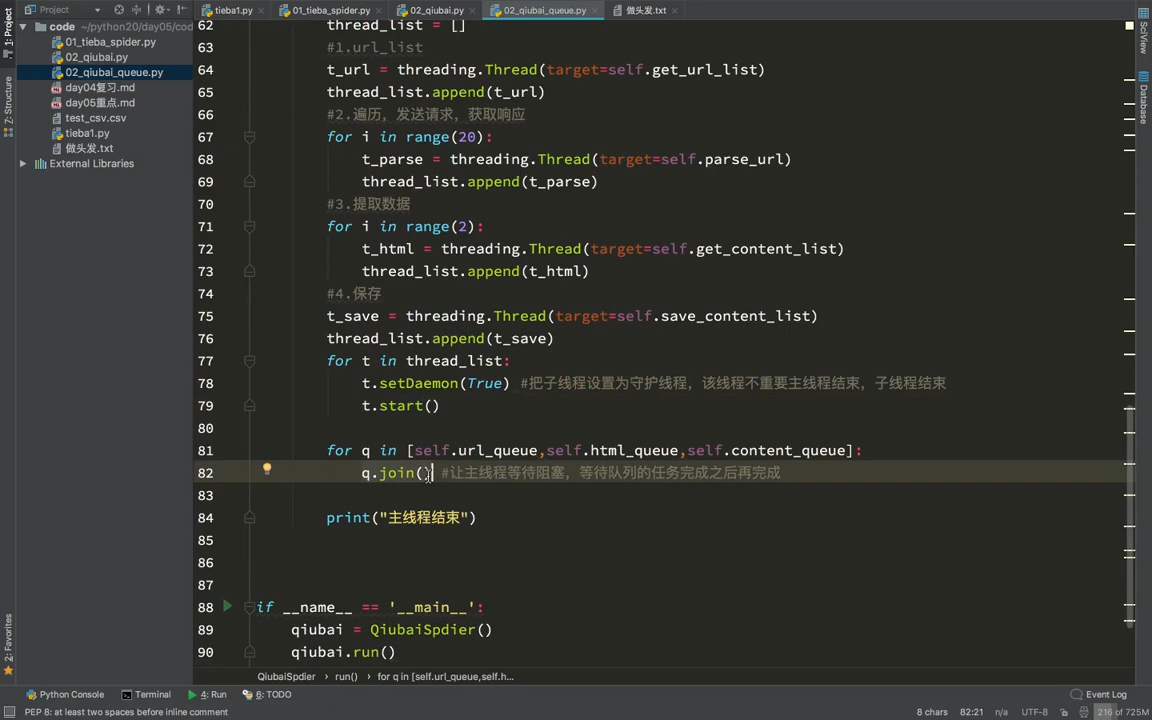 Project
tieba1.py
01_tieba_spider.py
02_qiubai.py
02_qiubai_queue.py
做头发.txt
1: Project
Z: Structure
2: Favorites
SciView
Database
code ~/python20/day05/cod
01_tieba_spider.py
02_qiubai.py
02_qiubai_queue.py
day04复习.md
day05重点.md
test_csv.csv
tieba1.py
做头发.txt
External Libraries
62 thread_list = []
63 #1.url_list
64 t_url = threading.Thread(target=self.get_url_list)
65 thread_list.append(t_url)
66 #2.遍历，发送请求，获取响应
67 for i in range(20):
68 t_parse = threading.Thread(target=self.parse_url)
69 thread_list.append(t_parse)
70 #3.提取数据
71 for i in range(2):
72 t_html = threading.Thread(target=self.get_content_list)
73 thread_list.append(t_html)
74 #4.保存
75 t_save = threading.Thread(target=self.save_content_list)
76 thread_list.append(t_save)
77 for t in thread_list:
78 t.setDaemon(True) #把子线程设置为守护线程，该线程不重要主线程结束，子线程结束
79 t.start()
80
81 for q in [self.url_queue,self.html_queue,self.content_queue]:
82 q.join() #让主线程等待阻塞，等待队列的任务完成之后再完成
83
84 print("主线程结束")
85
86
87
88 if __name__ == '__main__':
89 qiubai = QiubaiSpdier()
90 qiubai.run()
QiubaiSpdier › run() › for q in [self.url_queue,self.h...
Python Console
Terminal
4: Run
6: TODO
Event Log
PEP 8: at least two spaces before inline comment
8 chars
82:21
n/a
UTF-8
216 of 725M